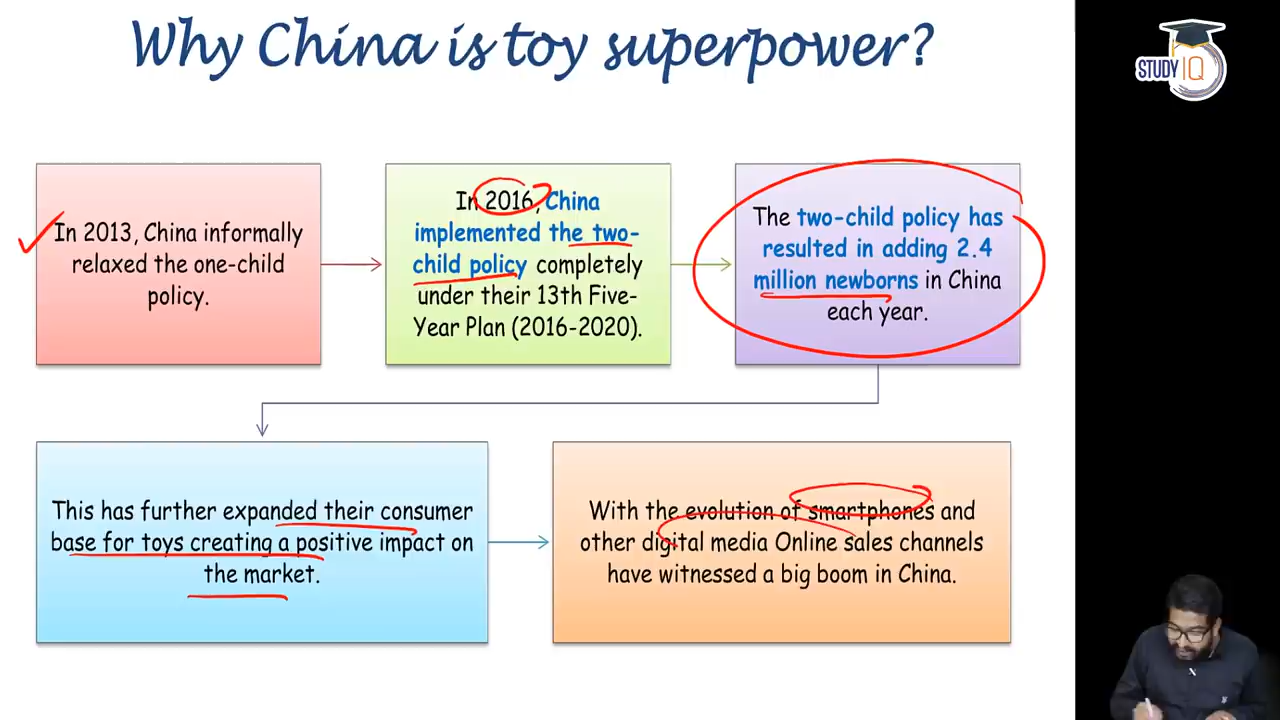 Why China is toy superpower?
STUDY IQ
In 2013, China informally
relaxed the one-child
policy.
In 2016, China
implemented the two-
child policy completely
under their 13th Five-
Year Plan (2016-2020).
The two-child policy has
resulted in adding 2.4
million newborns in China
each year.
This has further expanded their consumer
base for toys creating a positive impact on
the market.
With the evolution of smartphones and
other digital media Online sales channels
have witnessed a big boom in China.